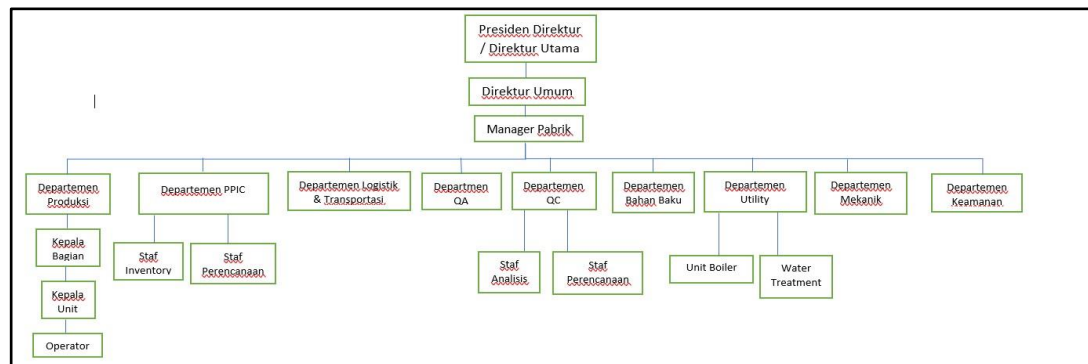 Presiden Direktur
/ Direktur Utama
Direktur Umum
Manager Pabrik
Departemen
Produksi
Departemen PPIC
Departemen Logistik
& Transportasi
Departmen
QA
Departemen
QC
Departemen
Bahan Baku
Departemen
Utility
Departemen
Mekanik
Departemen
Keamanan
Kepala
Bagian
Staf
Inventory
Staf
Perencanaan
Staf
Analisis
Staf
Perencanaan
Unit Boiler
Water
Treatment
Kepala
Unit
Operator